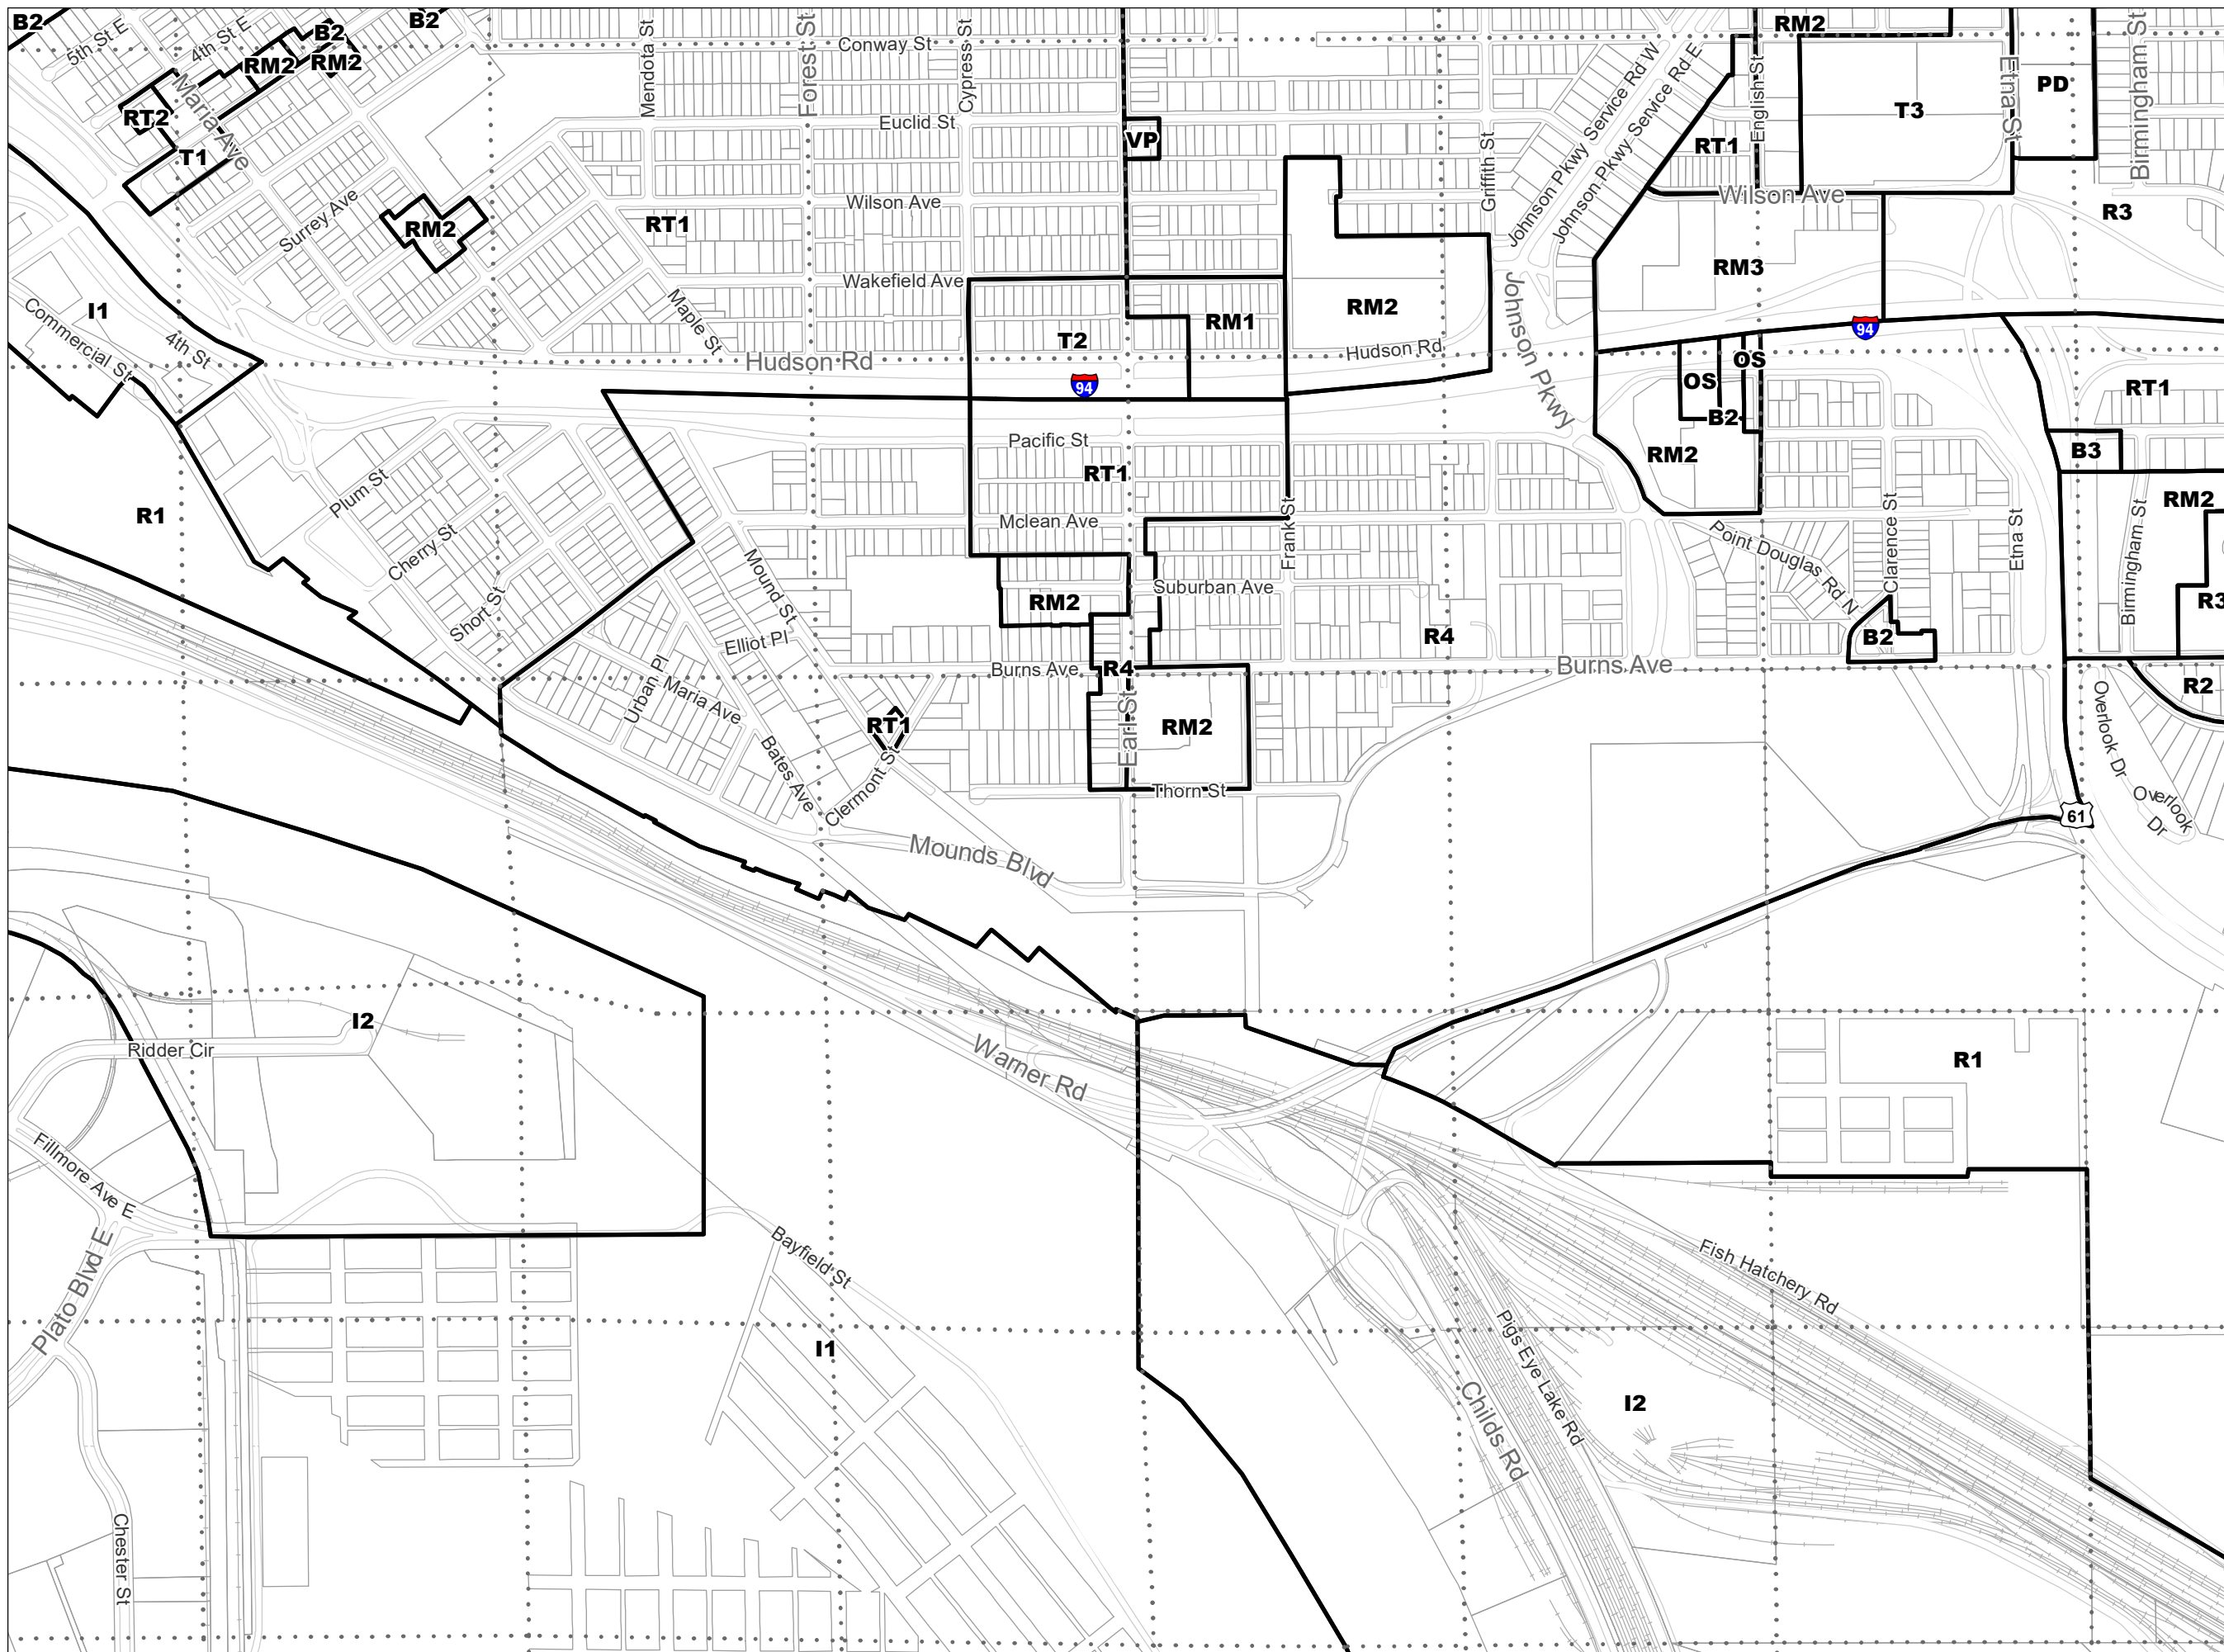 B2
5th St E
4th St E
B2
B2
RM2
RM2
Maria Ave
RT2
T1
Mendota St
Forest St
Conway St
Cypress St
Euclid St
VP
Griffith St
Johnson Pkwy Service Rd W
Johnson Pkwy Service Rd E
English St
RM2
RT1
T3
Etna St
PD
Birmingham St
Surrey Ave
RM2
RT1
Wilson Ave
Wilson Ave
R3
Wakefield Ave
Maple St
I1
Commercial St
4th St
Hudson Rd
T2
94
RM1
RM2
Hudson Rd
Johnson Pkwy
RM3
94
OS
OS
B2
RM2
RT1
B3
Pacific St
RT1
Mclean Ave
Frank St
R1
Plum St
Cherry St
Short St
Mound St
Elliot Pl
RM2
Suburban Ave
R4
Point Douglas Rd N
Clarence St
Etna St
B2
Birmingham St
RM2
R3
Burns Ave
R4
Burns Ave
R2
Urban Pl
Maria Ave
Bates Ave
RT1
Clermont St
Earl St
RM2
Thorn St
Overlook Dr
Overlook
Dr
61
Mounds Blvd
I2
Ridder Cir
Warner Rd
R1
Fillmore Ave E
Plato Blvd E
Bayfield St
Fish Hatchery Rd
I1
Pigs Eye Lake Rd
Childs Rd
I2
Chester St